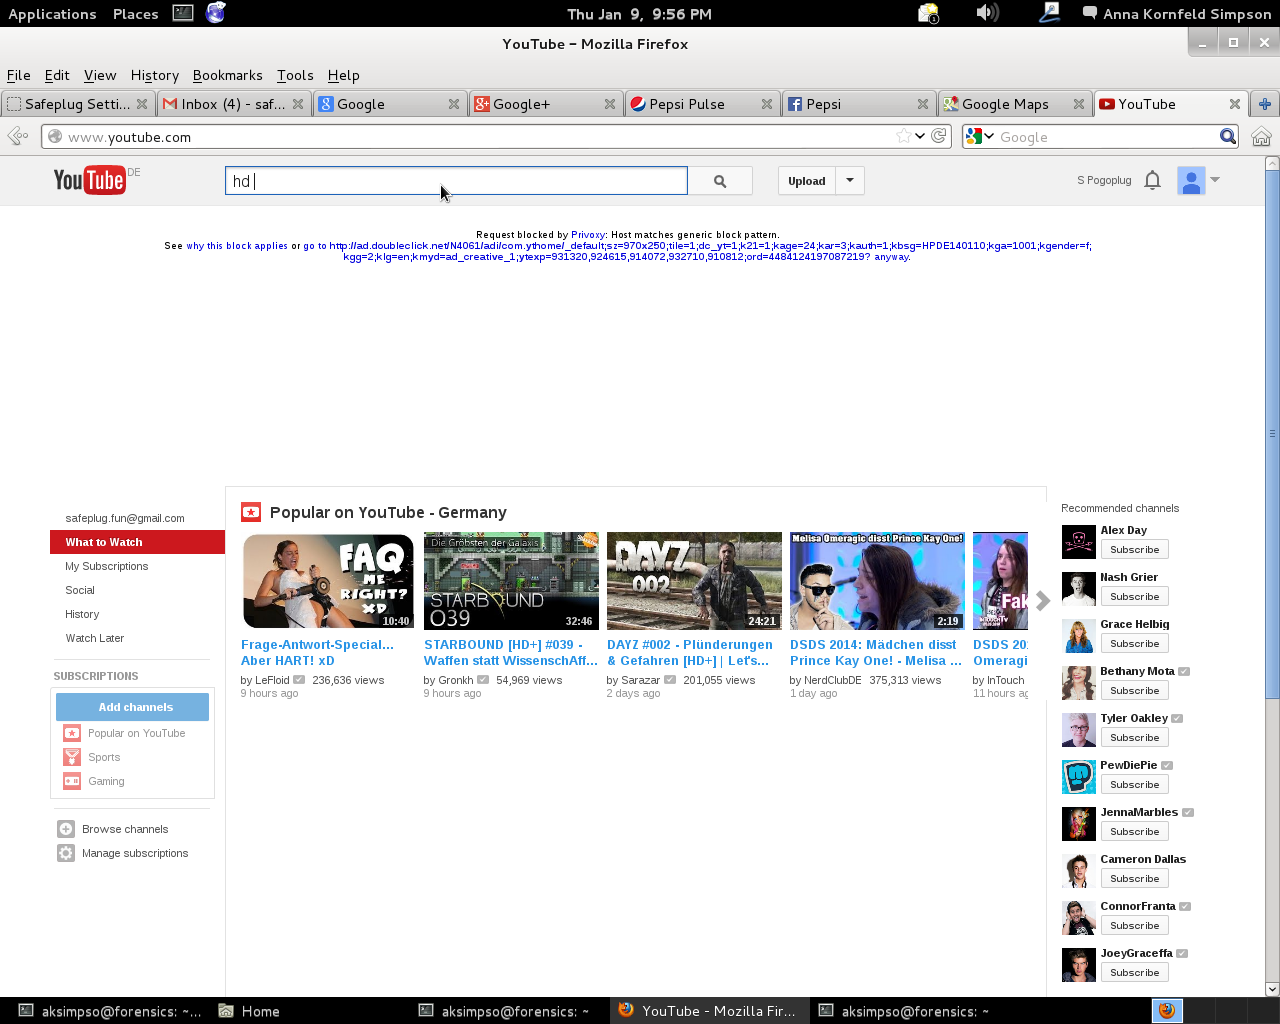 Applications Places Thu Jan 9, 9:56 PM 1 Anna Kornfeld Simpson
YouTube - Mozilla Firefox
File Edit View History Bookmarks Tools Help
Safeplug Setti... Inbox (4) - saf... Google Google+ Pepsi Pulse Pepsi Google Maps YouTube
www.youtube.com Google
YouTube DE hd Upload S Pogoplug
Request blocked by Privoxy: Host matches generic block pattern.
See why this block applies or go to http://ad.doubleclick.net/N4061/adi/com.ythome/_default;sz=970x250;tile=1;dc_yt=1;k21=1;kage=24;kar=3;kauth=1;kbsg=HPDE140110;kga=1001;kgender=f;
kgg=2;klg=en;kmyd=ad_creative_1;ytexp=931320,924615,914072,932710,910812;ord=4484124197087219? anyway.
safeplug.fun@gmail.com
What to Watch
My Subscriptions
Social
History
Watch Later
SUBSCRIPTIONS
Add channels
Popular on YouTube
Sports
Gaming
Browse channels
Manage subscriptions
Popular on YouTube - Germany
FAQ
ME
RIGHT?
XD
10:40
Frage-Antwort-Special...
Aber HART! xD
by LeFloid 236,636 views
9 hours ago
Die Größten der Galaxis
STARBOUND
039
32:46
STARBOUND [HD+] #039 -
Waffen statt WissenschAff...
by Gronkh 54,969 views
9 hours ago
DAYZ
002
24:21
DAYZ #002 - Plünderungen
& Gefahren [HD+] | Let's...
by Sarazar 201,055 views
2 days ago
Melisa Omeragic disst Prince Kay One!
2:19
DSDS 2014: Mädchen disst
Prince Kay One! - Melisa ...
by NerdClubDE 375,313 views
1 day ago
Fak
DSDS 20
Omeragi
by InTouch
11 hours ag
Recommended channels
Alex Day
Subscribe
Nash Grier
Subscribe
Grace Helbig
Subscribe
Bethany Mota
Subscribe
Tyler Oakley
Subscribe
PewDiePie
Subscribe
JennaMarbles
Subscribe
Cameron Dallas
Subscribe
ConnorFranta
Subscribe
JoeyGraceffa
Subscribe
aksimpso@forensics: ~... Home aksimpso@forensics: ~ YouTube - Mozilla Fir... aksimpso@forensics: ~